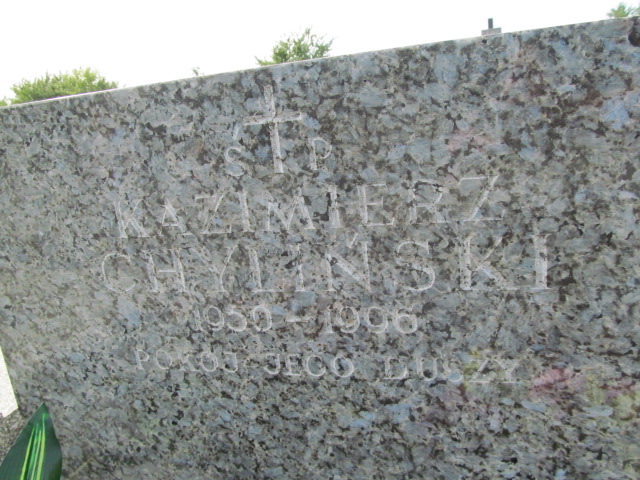 Ś P
KAZIMIERZ
CHYLIŃSKI
1950-1996
POKÓJ JEGO DUSZY